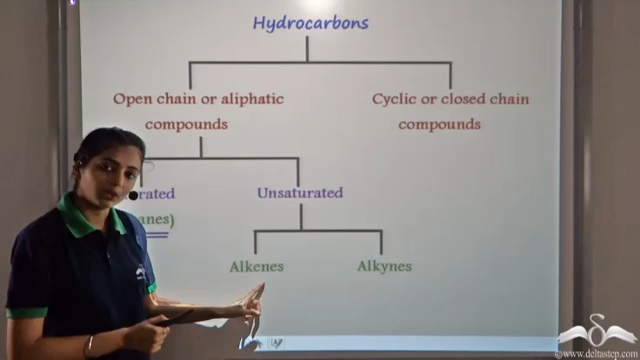 Hydrocarbons
Open chain or aliphatic
compounds
Cyclic or closed chain
compounds
Unsaturated
Alkenes
Alkynes
©www.deltastep.com